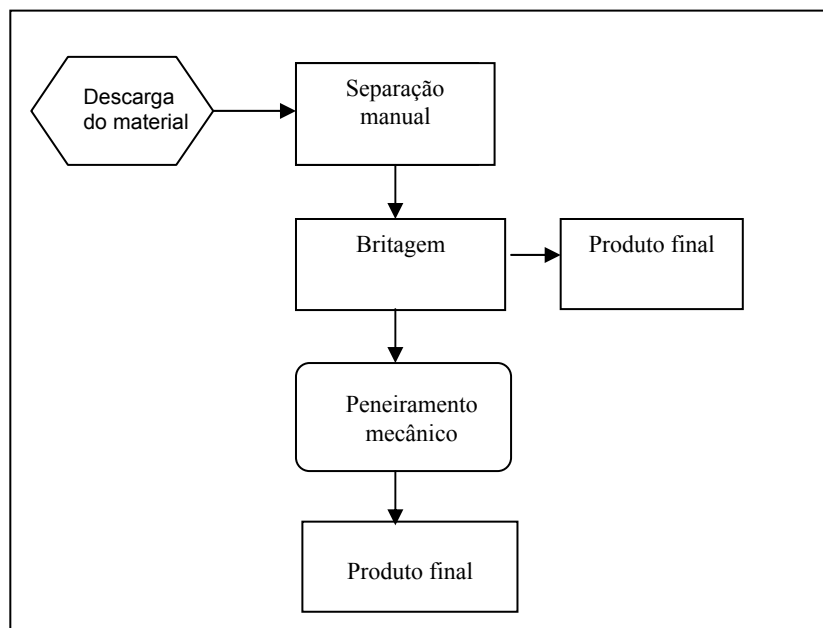 Descarga
do material
Separação
manual
Britagem
Produto final
Peneiramento
mecânico
Produto final